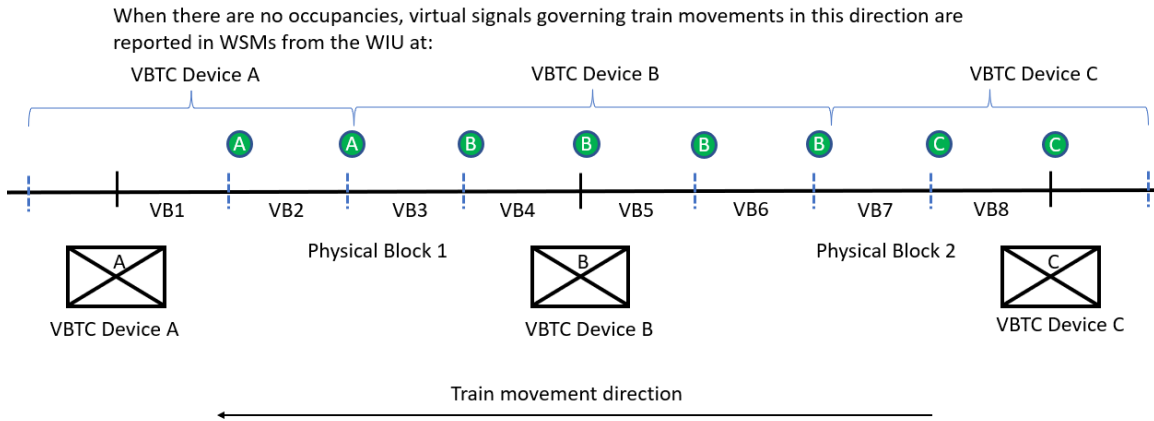 When there are no occupancies, virtual signals governing train movements in this direction are
reported in WSMs from the WIU at:
VBTC Device A VBTC Device B VBTC Device C
A A B B B B C C
VB1 VB2 VB3 VB4 VB5 VB6 VB7 VB8
Physical Block 1 Physical Block 2
A B C
VBTC Device A VBTC Device B VBTC Device C
Train movement direction